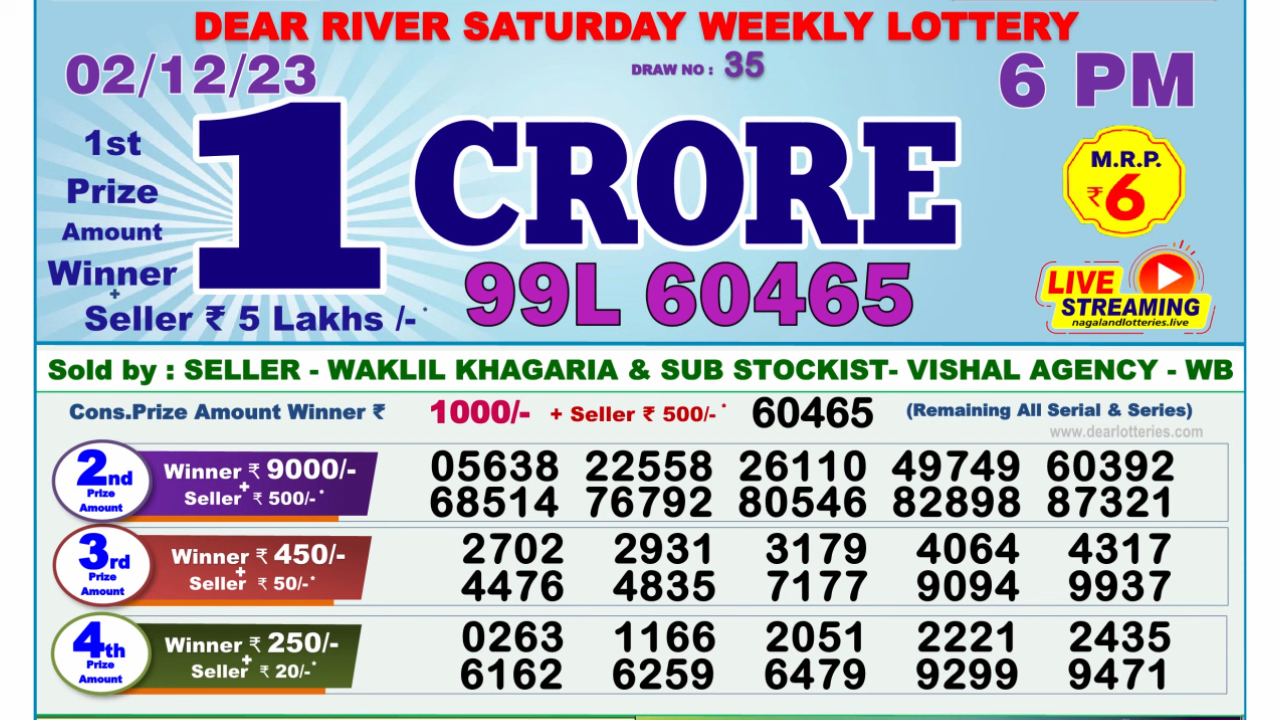 DEAR RIVER SATURDAY WEEKLY LOTTERY
02/12/23
DRAW NO : 35
6 PM
1st
Prize
Amount
Winner
+
Seller ₹ 5 Lakhs /- *
1 CRORE
99L 60465
M.R.P.
₹6
LIVE
STREAMING
nagalandlotteries.live
Sold by : SELLER - WAKLIL KHAGARIA & SUB STOCKIST- VISHAL AGENCY - WB
Cons.Prize Amount Winner ₹ 1000/- + Seller ₹ 500/- * 60465 (Remaining All Serial & Series)
www.dearlotteries.com
2nd
Prize
Amount
Winner ₹ 9000/-
+
Seller ₹ 500/- *
05638 22558 26110 49749 60392
68514 76792 80546 82898 87321
3rd
Prize
Amount
Winner ₹ 450/-
+
Seller ₹ 50/- *
2702 2931 3179 4064 4317
4476 4835 7177 9094 9937
4th
Prize
Amount
Winner ₹ 250/-
+
Seller ₹ 20/- *
0263 1166 2051 2221 2435
6162 6259 6479 9299 9471